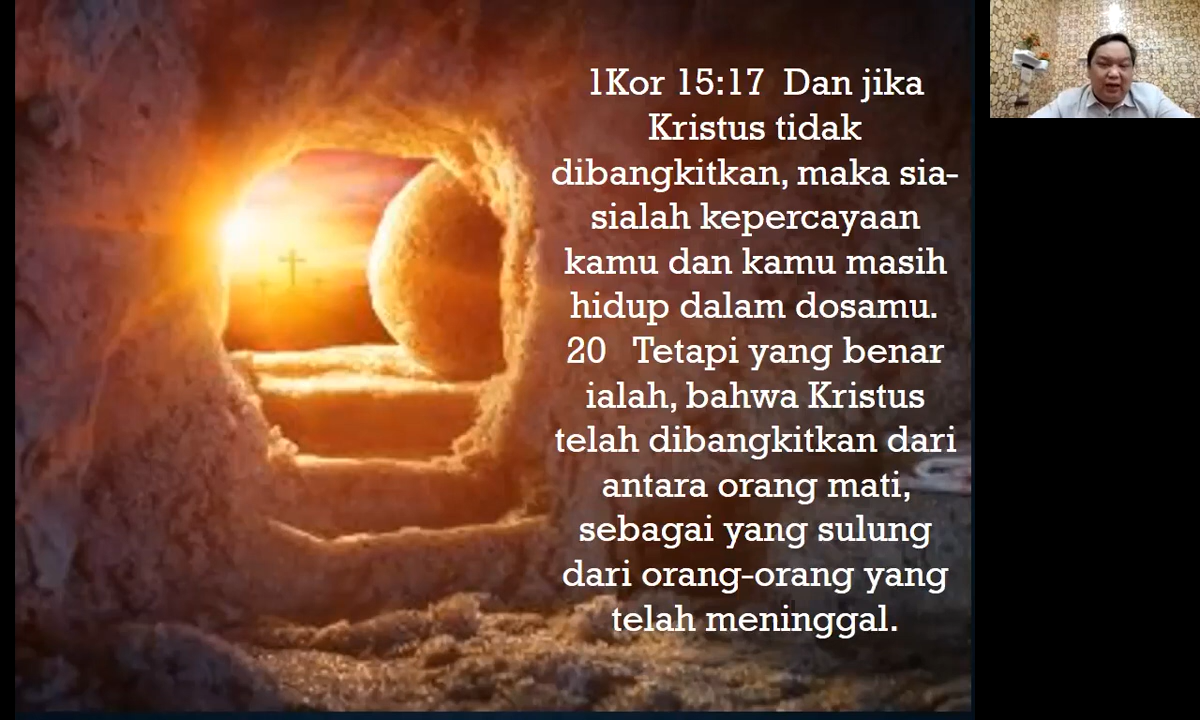 1Kor 15:17 Dan jika
Kristus tidak
dibangkitkan, maka sia-
sialah kepercayaan
kamu dan kamu masih
hidup dalam dosamu.
20 Tetapi yang benar
ialah, bahwa Kristus
telah dibangkitkan dari
antara orang mati,
sebagai yang sulung
dari orang-orang yang
telah meninggal.